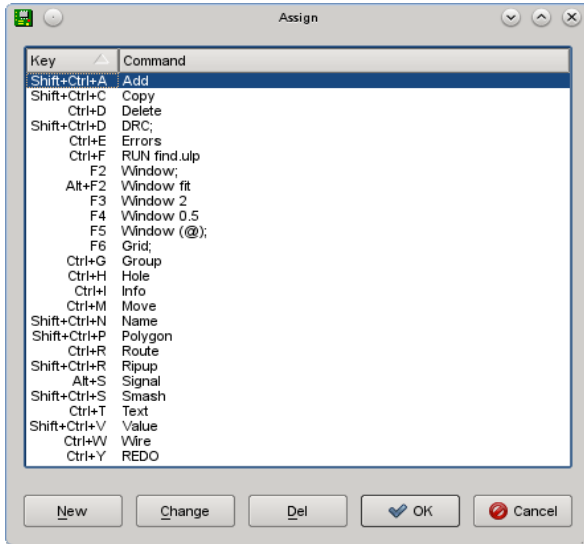 Assign
Key Command
Shift+Ctrl+A Add
Shift+Ctrl+C Copy
Ctrl+D Delete
Shift+Ctrl+D DRC;
Ctrl+E Errors
Ctrl+F RUN find.ulp
F2 Window;
Alt+F2 Window fit
F3 Window 2
F4 Window 0.5
F5 Window (@);
F6 Grid;
Ctrl+G Group
Ctrl+H Hole
Ctrl+I Info
Ctrl+M Move
Shift+Ctrl+N Name
Shift+Ctrl+P Polygon
Ctrl+R Route
Shift+Ctrl+R Ripup
Alt+S Signal
Shift+Ctrl+S Smash
Ctrl+T Text
Shift+Ctrl+V Value
Ctrl+W Wire
Ctrl+Y REDO
New Change Del OK Cancel